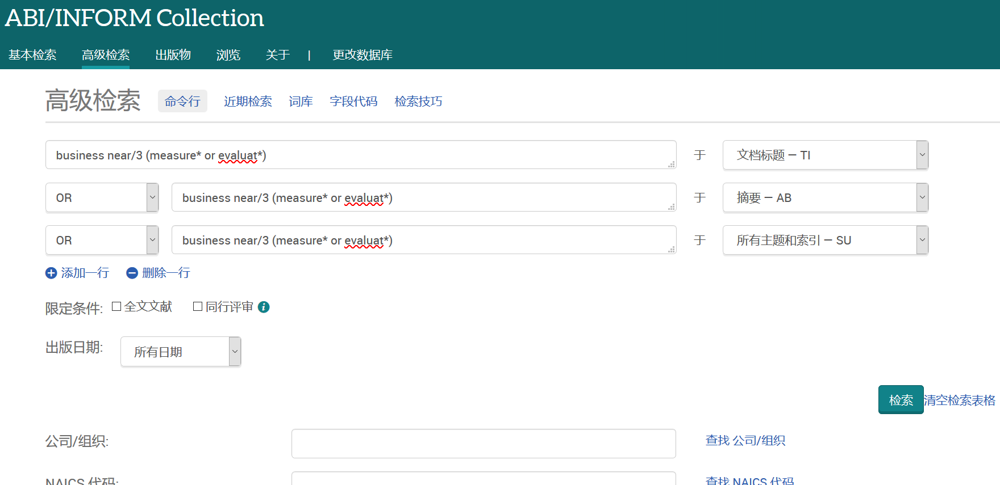 ABI/INFORM Collection
基本检索 高级检索 出版物 浏览 关于 | 更改数据库
高级检索 命令行 近期检索 词库 字段代码 检索技巧
business near/3 (measure* or evaluat*) 于 文档标题 – TI
OR business near/3 (measure* or evaluat*) 于 摘要 – AB
OR business near/3 (measure* or evaluat*) 于 所有主题和索引 – SU
添加一行 删除一行
限定条件: 全文文献 同行评审 i
出版日期: 所有日期
检索 清空检索表格
公司/组织: 查找 公司/组织
NAICS 代码: 查找 NAICS 代码